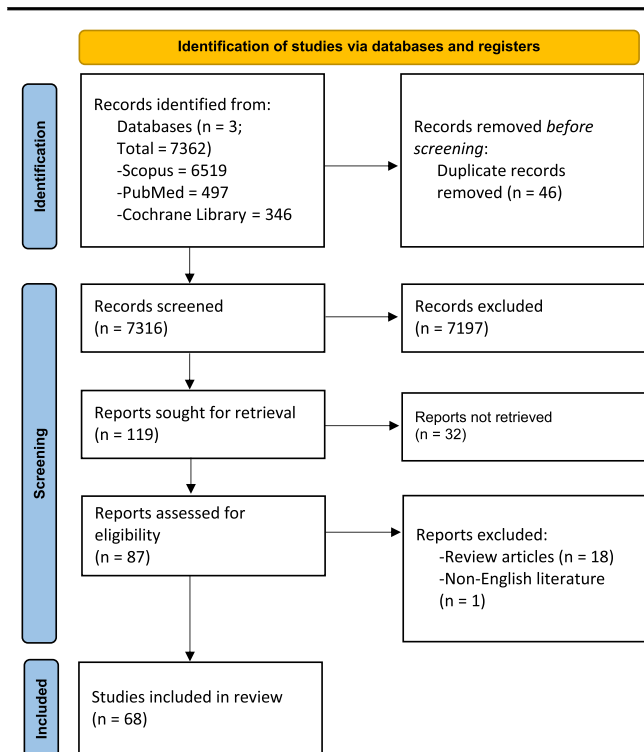 Identification of studies via databases and registers
Identification
Records identified from:
Databases (n = 3;
Total = 7362)
-Scopus = 6519
-PubMed = 497
-Cochrane Library = 346
Records removed before
screening:
Duplicate records
removed (n = 46)
Screening
Records screened
(n = 7316)
Records excluded
(n = 7197)
Reports sought for retrieval
(n = 119)
Reports not retrieved
(n = 32)
Reports assessed for
eligibility
(n = 87)
Reports excluded:
-Review articles (n = 18)
-Non-English literature
(n = 1)
Included
Studies included in review
(n = 68)